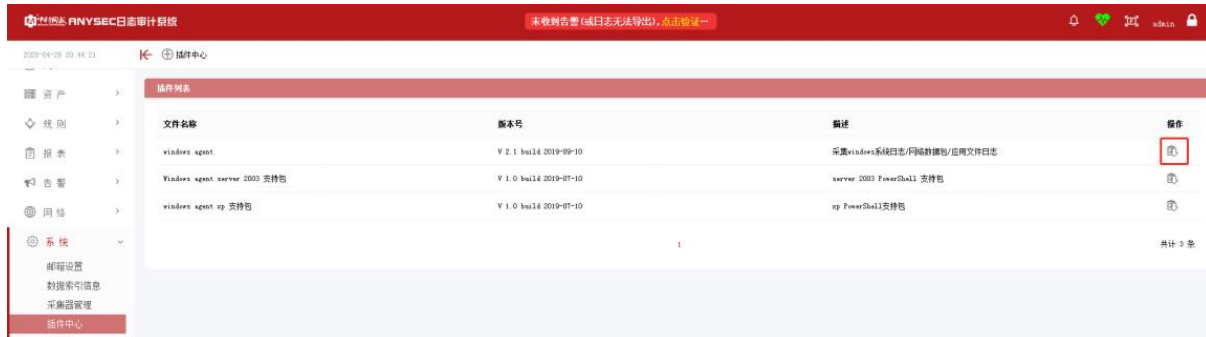 ANYSEC日志审计系统
未收到告警(或日志无法导出),点击验证--
admin
2020-04-26 20:44:21
插件中心
资产
规则
报表
告警
网络
系统
邮箱设置
数据索引信息
采集器管理
插件中心
插件列表
文件名称 版本号 描述 操作
windows agent V 2.1 build 2019-09-10 采集windows系统日志/网络数据包/应用文件日志
Windows agent server 2003 支持包 V 1.0 build 2019-07-10 server 2003 PowerShell 支持包
windows agent xp 支持包 V 1.0 build 2019-07-10 xp PowerShell支持包
1
共计 3 条